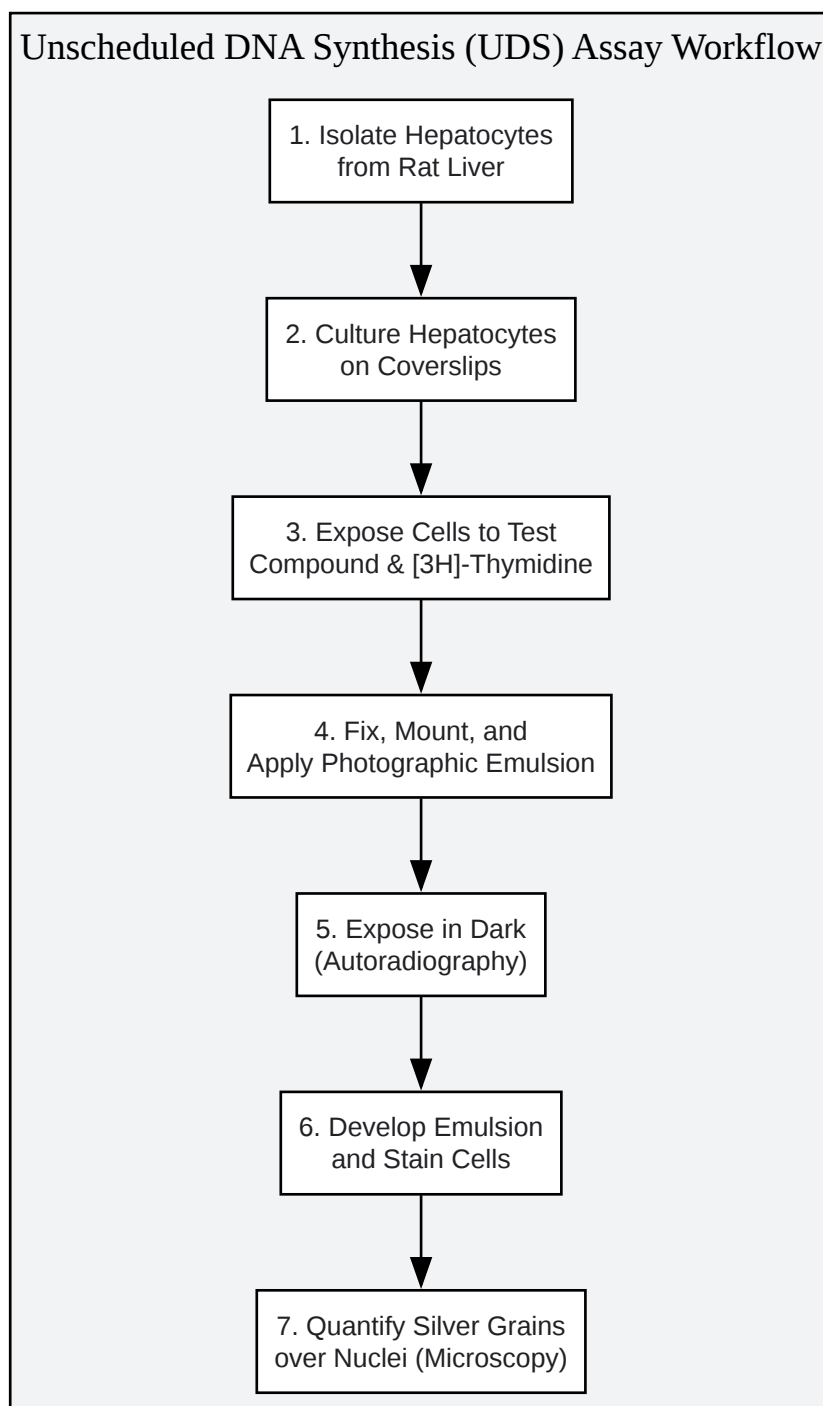 Unscheduled DNA Synthesis (UDS) Assay Workflow
1. Isolate Hepatocytes
from Rat Liver
2. Culture Hepatocytes
on Coverslips
3. Expose Cells to Test
Compound & [3H]-Thymidine
4. Fix, Mount, and
Apply Photographic Emulsion
5. Expose in Dark
(Autoradiography)
6. Develop Emulsion
and Stain Cells
7. Quantify Silver Grains
over Nuclei (Microscopy)